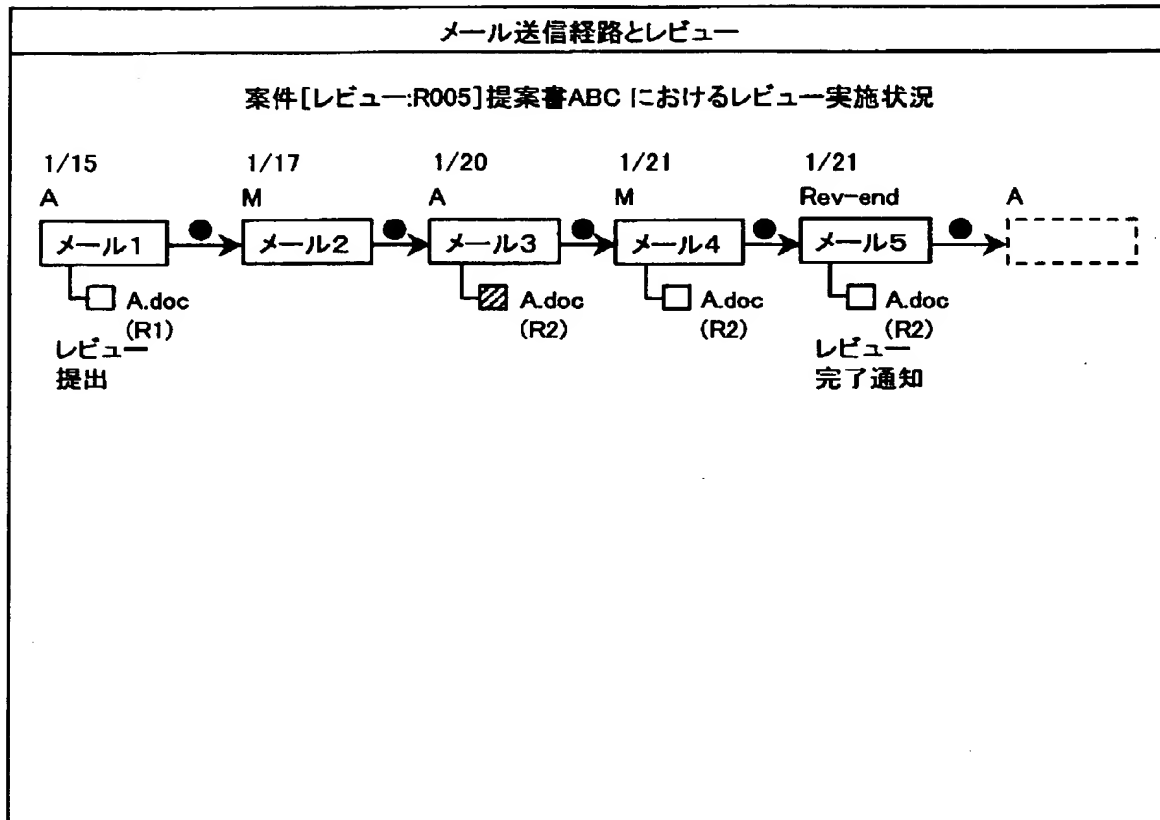 メール送信経路とレビュー
案件[レビュー:R005]提案書ABC におけるレビュー実施状況
1/15 1/17 1/20 1/21 1/21
A M A M Rev-end A
メール1 メール2 メール3 メール4 メール5
A.doc A.doc A.doc A.doc
(R1) (R2) (R2) (R2)
レビュー レビュー
提出 完了通知